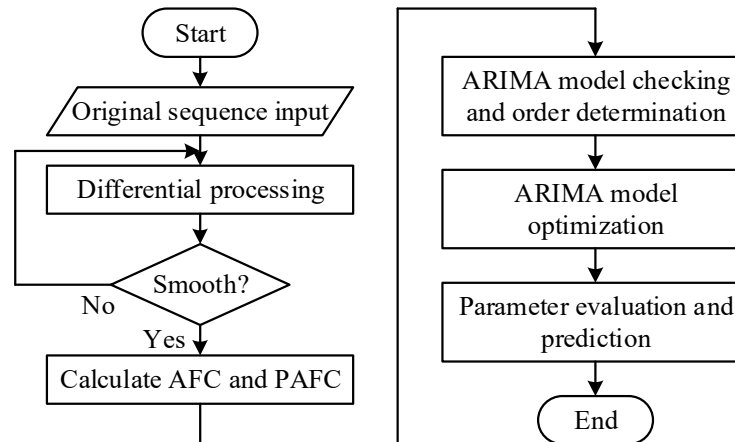 Start
Original sequence input
Differential processing
Smooth?
No
Yes
Calculate AFC and PAFC
ARIMA model checking
and order determination
ARIMA model
optimization
Parameter evaluation and
prediction
End